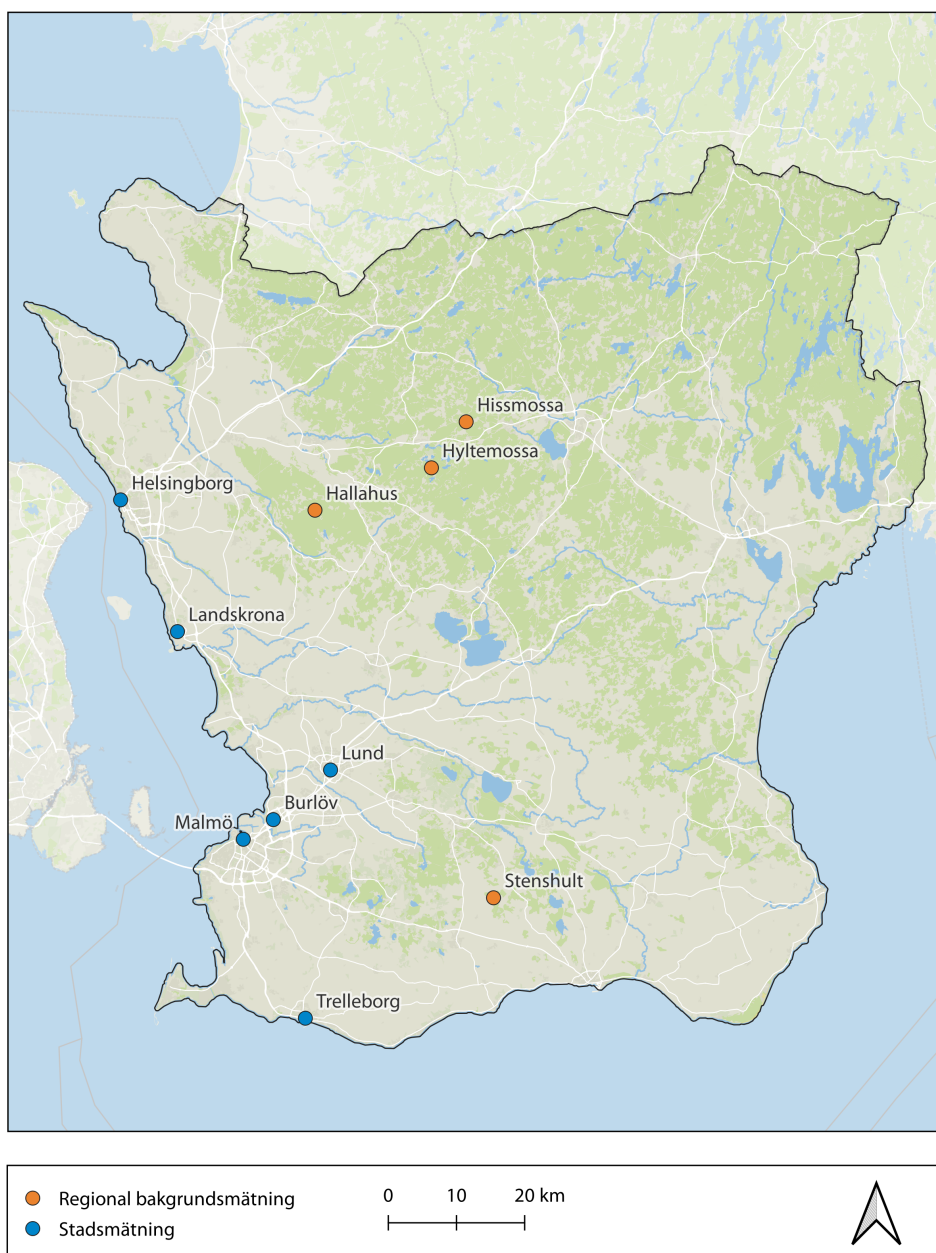 Hissmossa
Hyltemossa
Helsingborg
Hallahus
Landskrona
Lund
Burlöv
Malmö
Stenshult
Trelleborg
Regional bakgrundsmätning
Stadsmätning
0 10 20 km